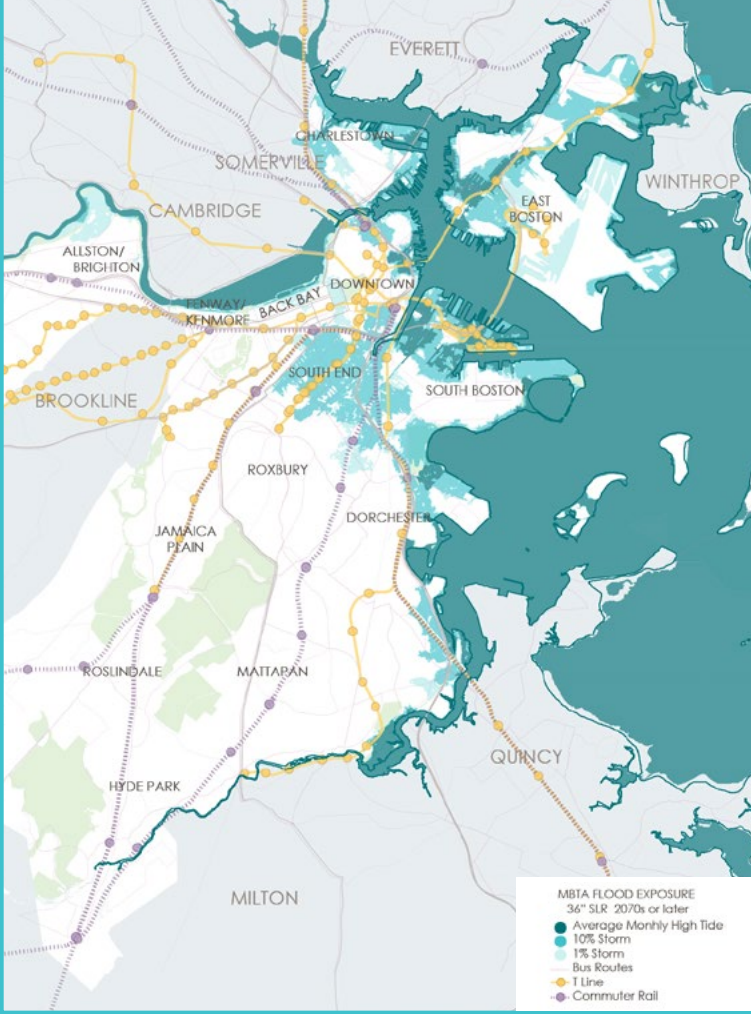 EVERETT
CHARLESTOWN
SOMERVILLE
WINTHROP
CAMBRIDGE
EAST
BOSTON
ALLSTON/
BRIGHTON
DOWNTOWN
BACK BAY
FENWAY/
KENMORE
SOUTH END
SOUTH BOSTON
BROOKLINE
ROXBURY
DORCHESTER
JAMAICA
PLAIN
ROSLINDALE
MATTAPAN
QUINCY
HYDE PARK
MILTON
MBTA FLOOD EXPOSURE
36" SLR 2070s or later
Average Monhly High Tide
10% Storm
1% Storm
Bus Routes
T Line
Commuter Rail